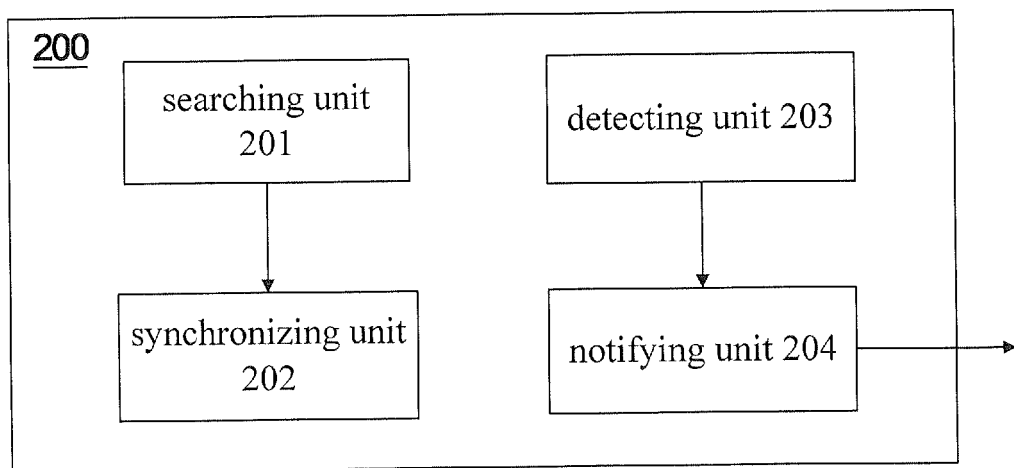 200
searching unit
201
detecting unit 203
synchronizing unit
202
notifying unit 204